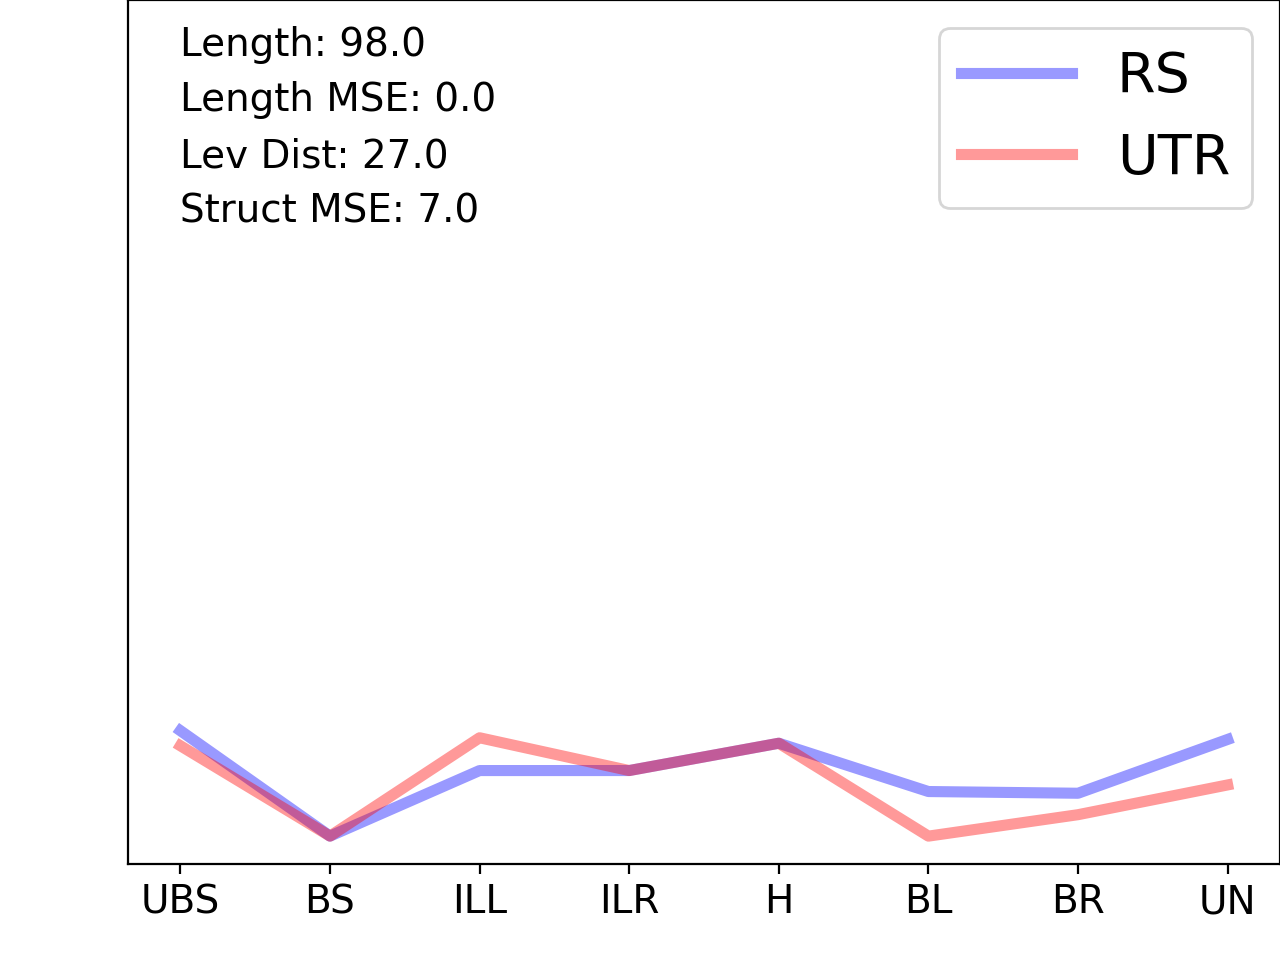 Length: 98.0
Length MSE: 0.0
Lev Dist: 27.0
Struct MSE: 7.0
RS
UTR
UBS BS ILL ILR H BL BR UN